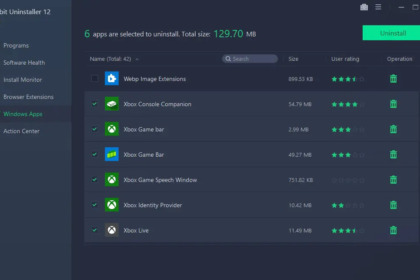 bit Uninstaller 12
6 apps are selected to uninstall. Total size: 129.70 MB
Uninstall
Programs
Software Health
Install Monitor
Browser Extensions
Windows Apps
Action Center
Name (Total: 42)
Search
Size
User rating
Operation
Webp Image Extensions
699.53 KB
Xbox Console Companion
54.79 MB
Xbox Game bar
2.99 MB
Xbox Game Bar
49.27 MB
Xbox Game Speech Window
751.82 KB
Xbox Identity Provider
10.42 MB
Xbox Live
11.49 MB